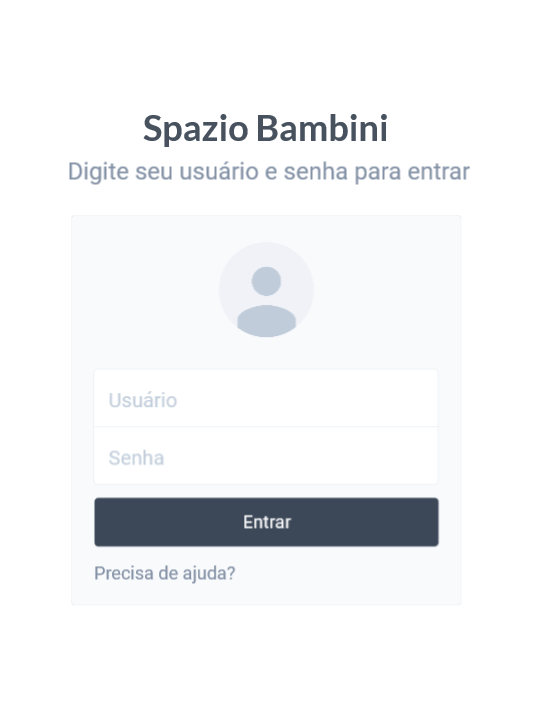 Spazio Bambini
Digite seu usuário e senha para entrar
Usuário
Senha
Entrar
Precisa de ajuda?